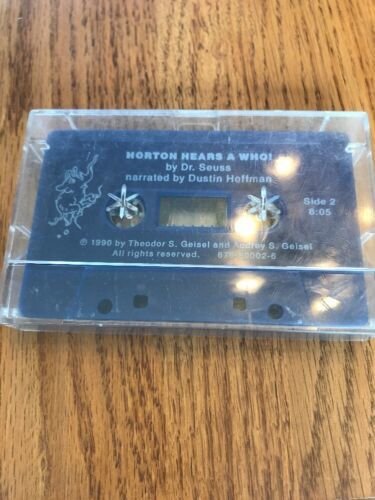 HORTON HEARS A WHO!
by Dr. Seuss
narrated by Dustin Hoffman
Side 2
8:05
℗ 1990 by Theodor S. Geisel and Audrey S. Geisel
All rights reserved.